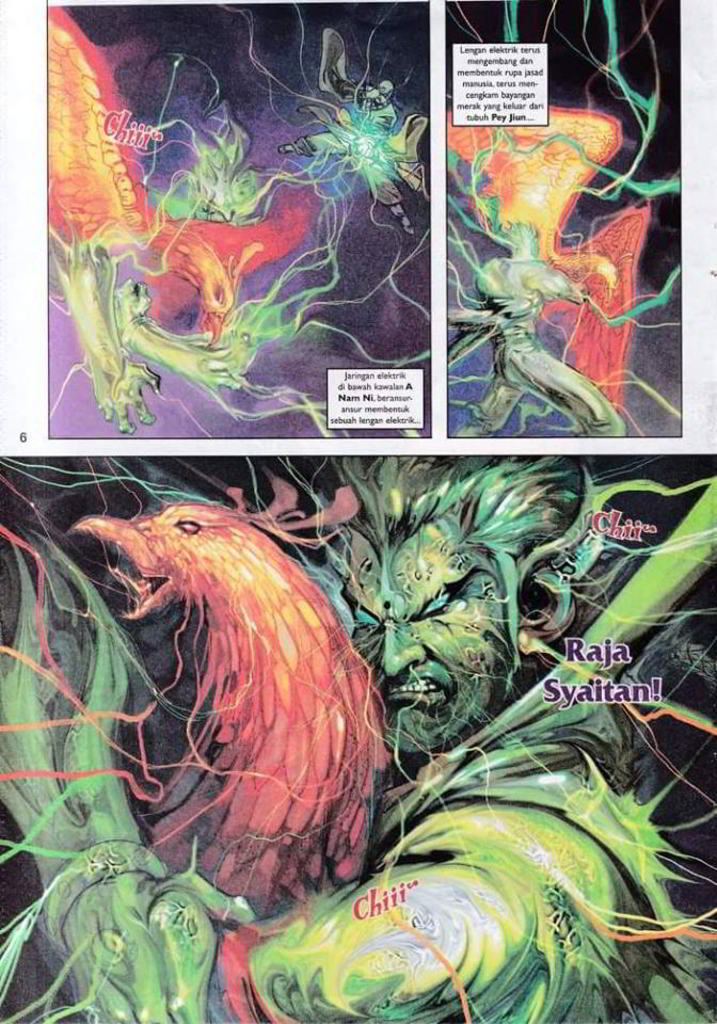 Chiii
Jaringan elektrik
di bawah kawalan A
Nam Ni, beransur-
ansur membentuk
sebuah lengan elektrik...
Lengan elektrik terus
mengembang dan
membentuk rupa jasad
manusia, terus men-
cengkam bayangan
merak yang keluar dari
tubuh Pey Jiun...
6
Chii
Raja
Syaitan!
Chiii